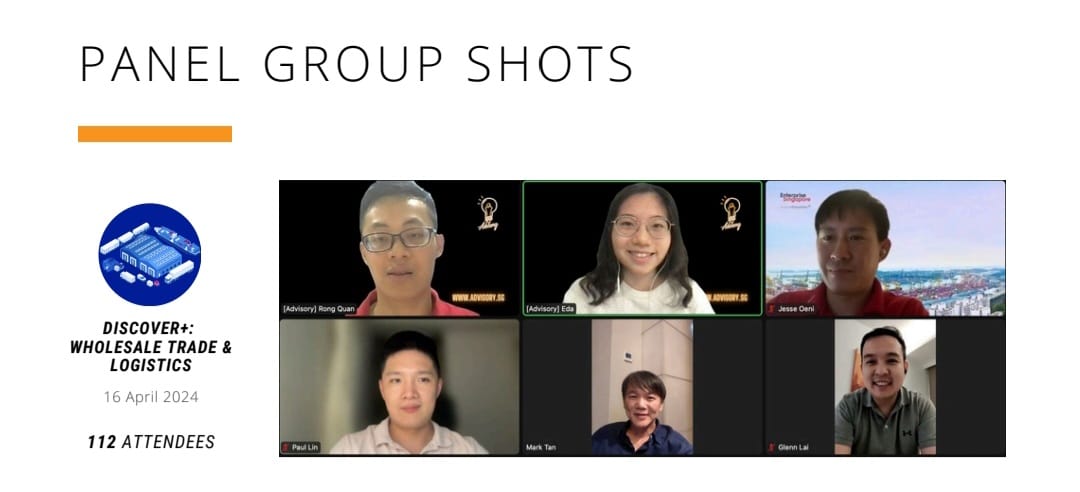 PANEL GROUP SHOTS
Enterprise
Singapore
Advisory
Advisory
WWW.ADVISORY.SG
WW.ADVISORY.SG
[Advisory] Rong Quan
[Advisory] Eda
Jesse Oeni
DISCOVER+:
WHOLESALE TRADE &
LOGISTICS
16 April 2024
112 ATTENDEES
Paul Lin
Mark Tan
Glenn Lai